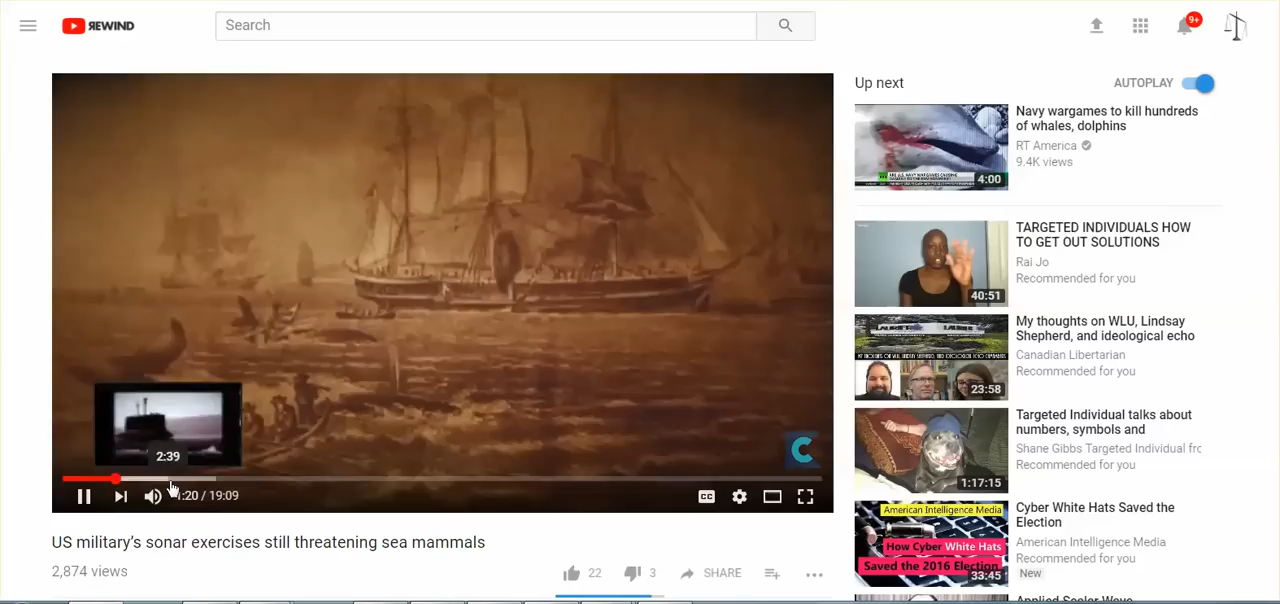 REWIND
Search
9+
Up next
AUTOPLAY
Navy wargames to kill hundreds
of whales, dolphins
RT America
9.4K views
4:00
TARGETED INDIVIDUALS HOW
TO GET OUT SOLUTIONS
Rai Jo
Recommended for you
40:51
My thoughts on WLU, Lindsay
Shepherd, and ideological echo
Canadian Libertarian
Recommended for you
23:58
Targeted Individual talks about
numbers, symbols and
Shane Gibbs Targeted Individual frc
Recommended for you
1:17:15
American Intelligence Media
How Cyber White Hats
Saved the 2016 Election
33:45
Cyber White Hats Saved the
Election
American Intelligence Media
Recommended for you
New
C
2:39
1:20 / 19:09
CC
US military's sonar exercises still threatening sea mammals
2,874 views
22
3
SHARE